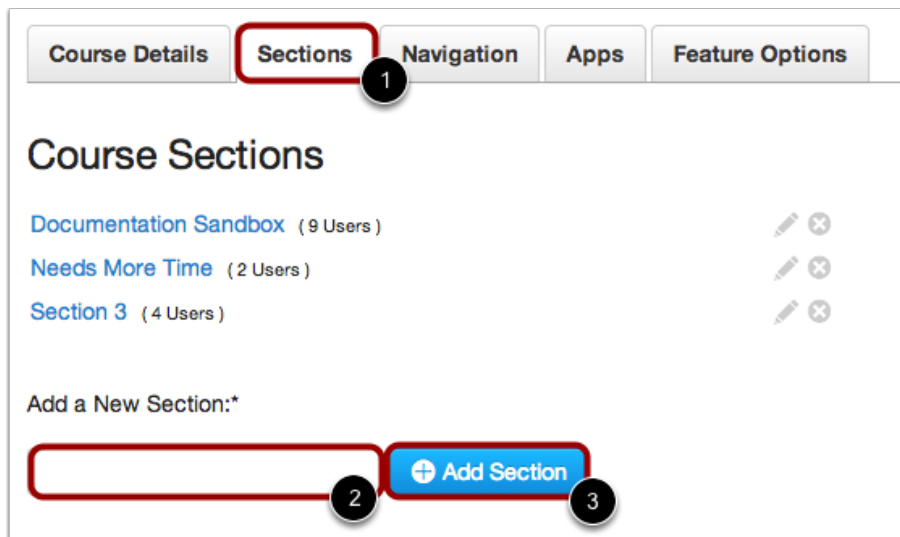 Course Details Sections Navigation Apps Feature Options
1
Course Sections
Documentation Sandbox ( 9 Users )
Needs More Time ( 2 Users )
Section 3 ( 4 Users )
Add a New Section:*
Add Section
2 3